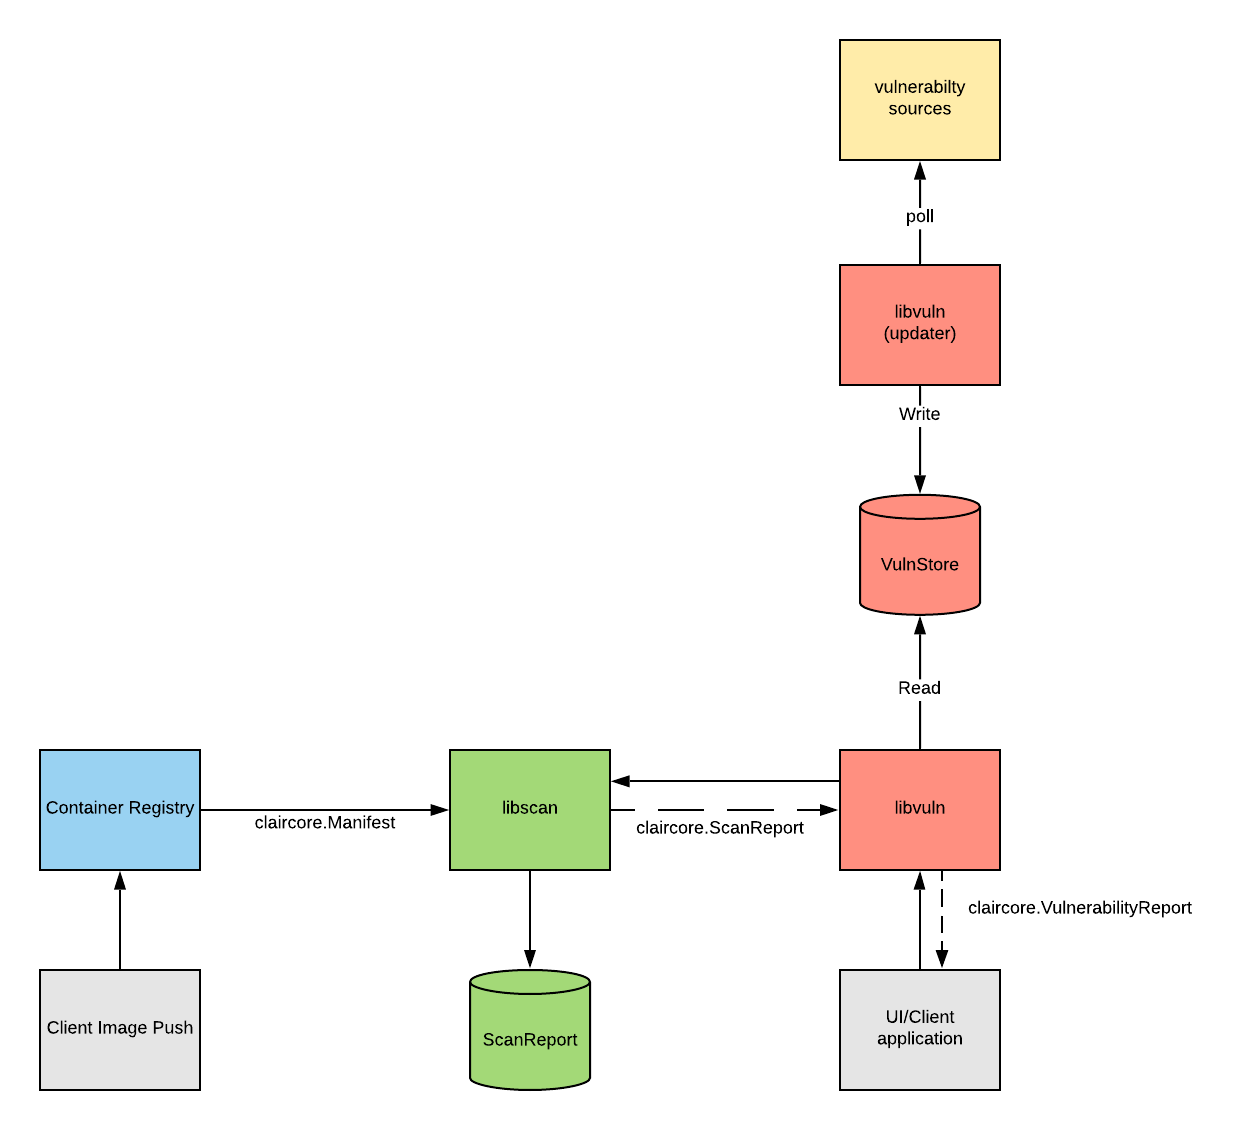 vulnerabilty
sources
poll
libvuln
(updater)
Write
VulnStore
Read
Container Registry
claircore.Manifest
libscan
claircore.ScanReport
libvuln
claircore.VulnerabilityReport
Client Image Push
ScanReport
UI/Client
application